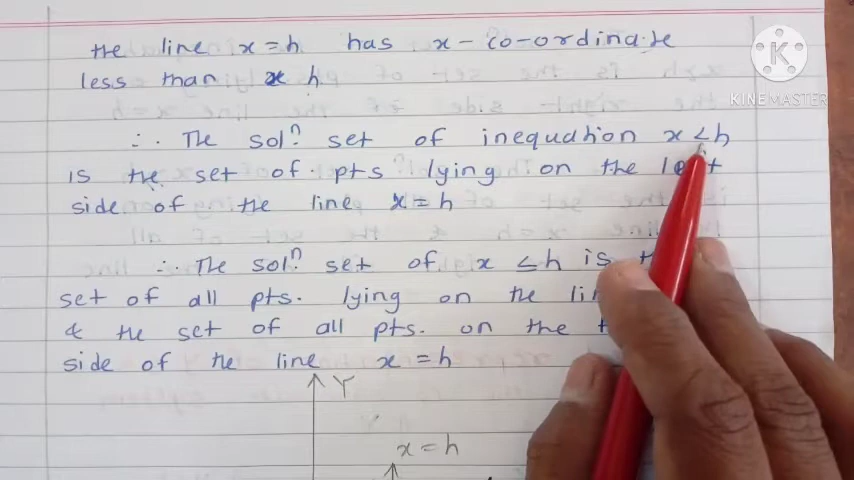 the line x = h has x - co-ordinate
less than x h.
∴ The solⁿ. set of inequation x < h
is the set of pts lying on the left
side of the line x = h
∴ The solⁿ. set of x ≤ h is
set of all pts. lying on the
& the set of all pts. on the
side of the line x = h
Y
x = h
KINEMASTER